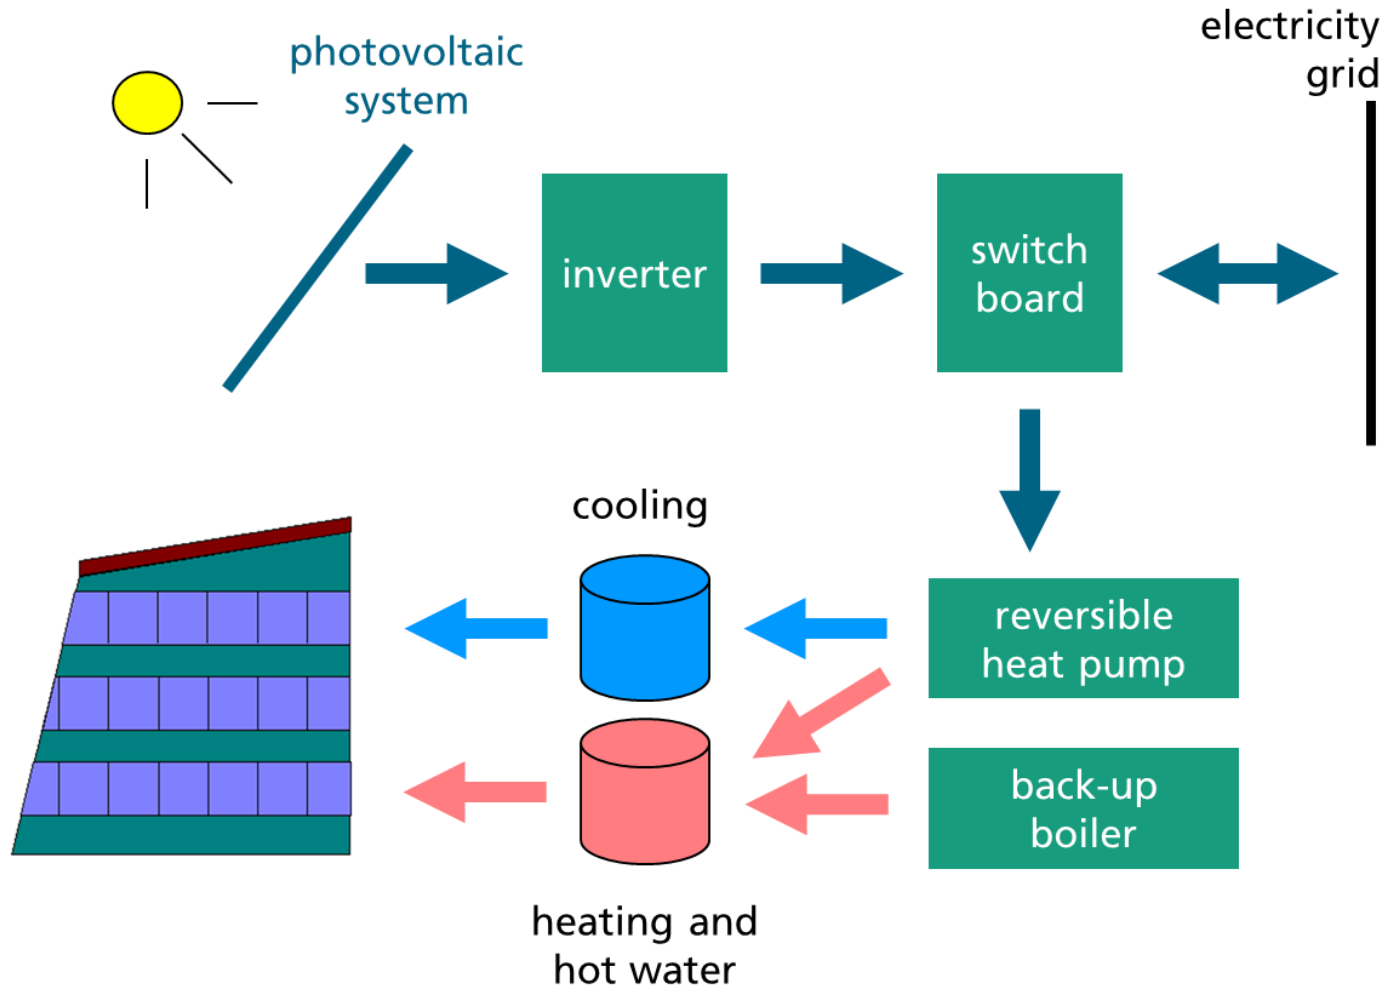 photovoltaic
system
electricity
grid
inverter
switch
board
cooling
reversible
heat pump
back-up
boiler
heating and
hot water